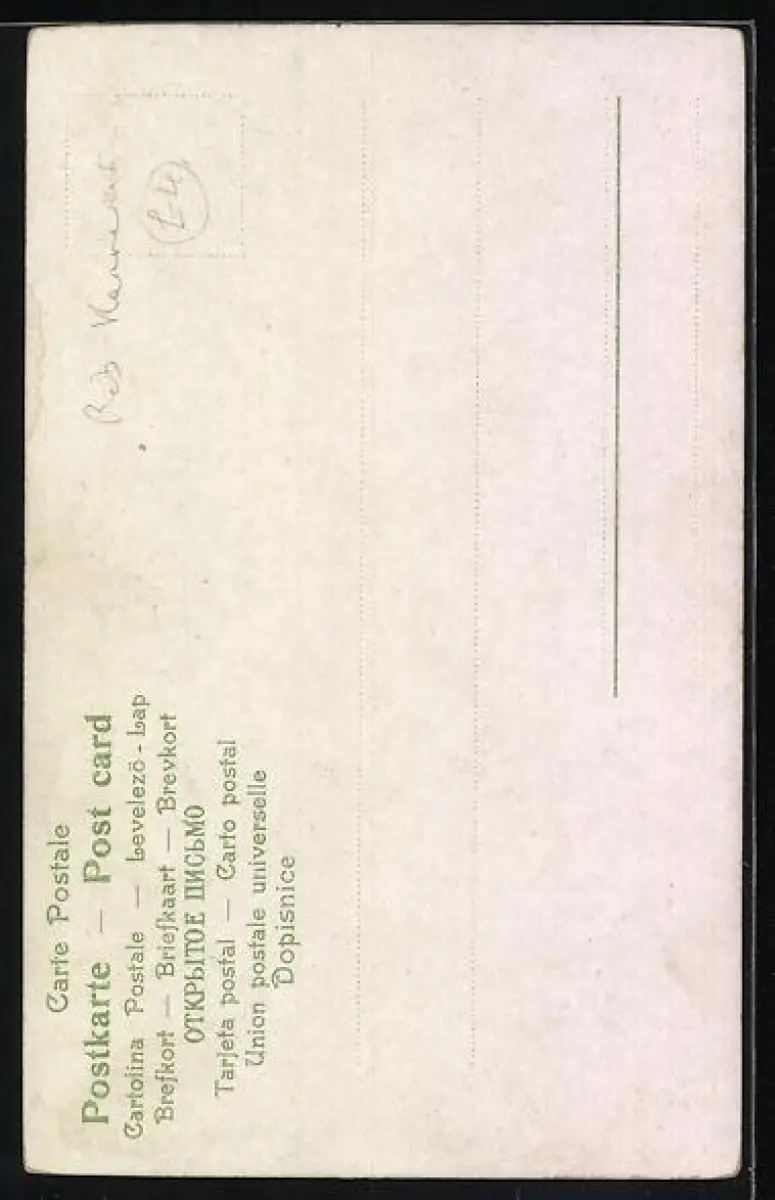 Carte Postale
Postkarte — Post card
Cartolina Postale — Levelezö-Lap
Brefkort — Briefkaart — Brevkort
ОТКРЫТОЕ ПИСЬМО
Tarjeta postal — Carto postal
Union postale universelle
Dopisnice